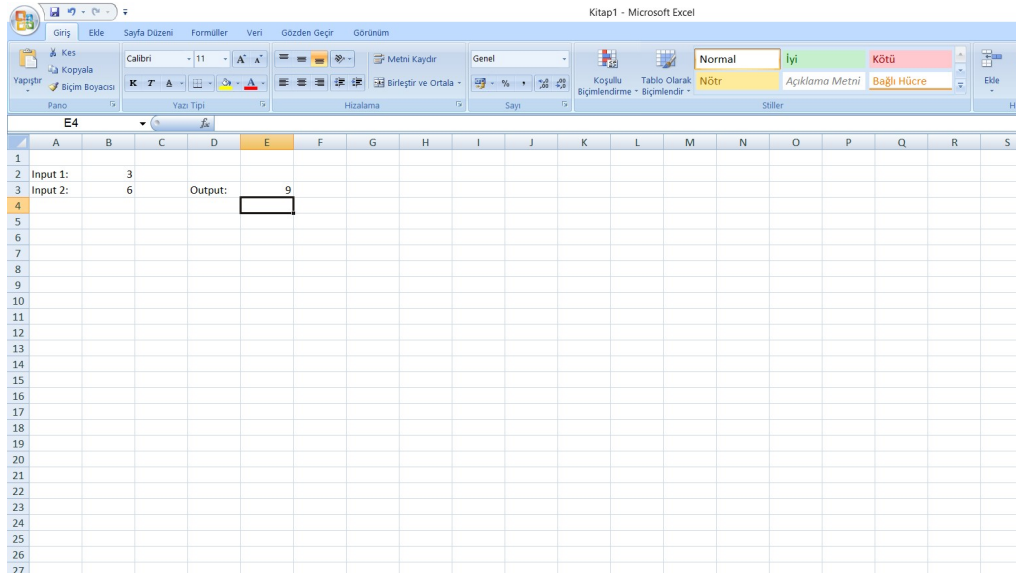 Kitap1 - Microsoft Excel
Giriş Ekle Sayfa Düzeni Formüller Veri Gözden Geçir Görünüm
Yapıştır
Kes
Kopyala
Biçim Boyacısı
Pano
Calibri 11
K T A
Yazı Tipi
Metni Kaydır
Birleştir ve Ortala
Hizalama
Genel
%
Sayı
Koşullu Biçimlendirme
Tablo Olarak Biçimlendir
Normal İyi Kötü
Nötr Açıklama Metni Bağlı Hücre
Stiller
Ekle
H
E4 fx
A B C D E F G H I J K L M N O P Q R S
1
2 Input 1: 3
3 Input 2: 6 Output: 9
4
5
6
7
8
9
10
11
12
13
14
15
16
17
18
19
20
21
22
23
24
25
26
27